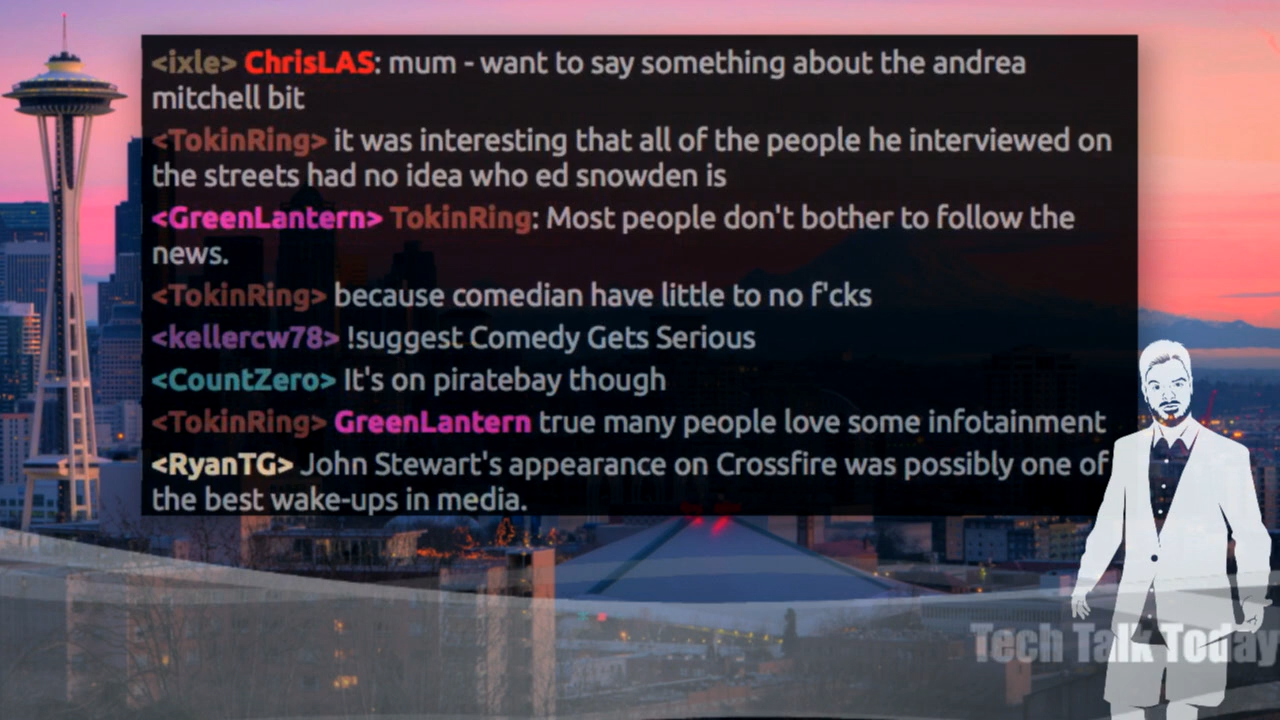 <ixle> ChrisLAS: mum - want to say something about the andrea
mitchell bit
<TokinRing> it was interesting that all of the people he interviewed on
the streets had no idea who ed snowden is
<GreenLantern> TokinRing: Most people don't bother to follow the
news.
<TokinRing> because comedian have little to no f'cks
<kellercw78> !suggest Comedy Gets Serious
<CountZero> It's on piratebay though
<TokinRing> GreenLantern true many people love some infotainment
<RyanTG> John Stewart's appearance on Crossfire was possibly one of
the best wake-ups in media.
Tech Talk Today